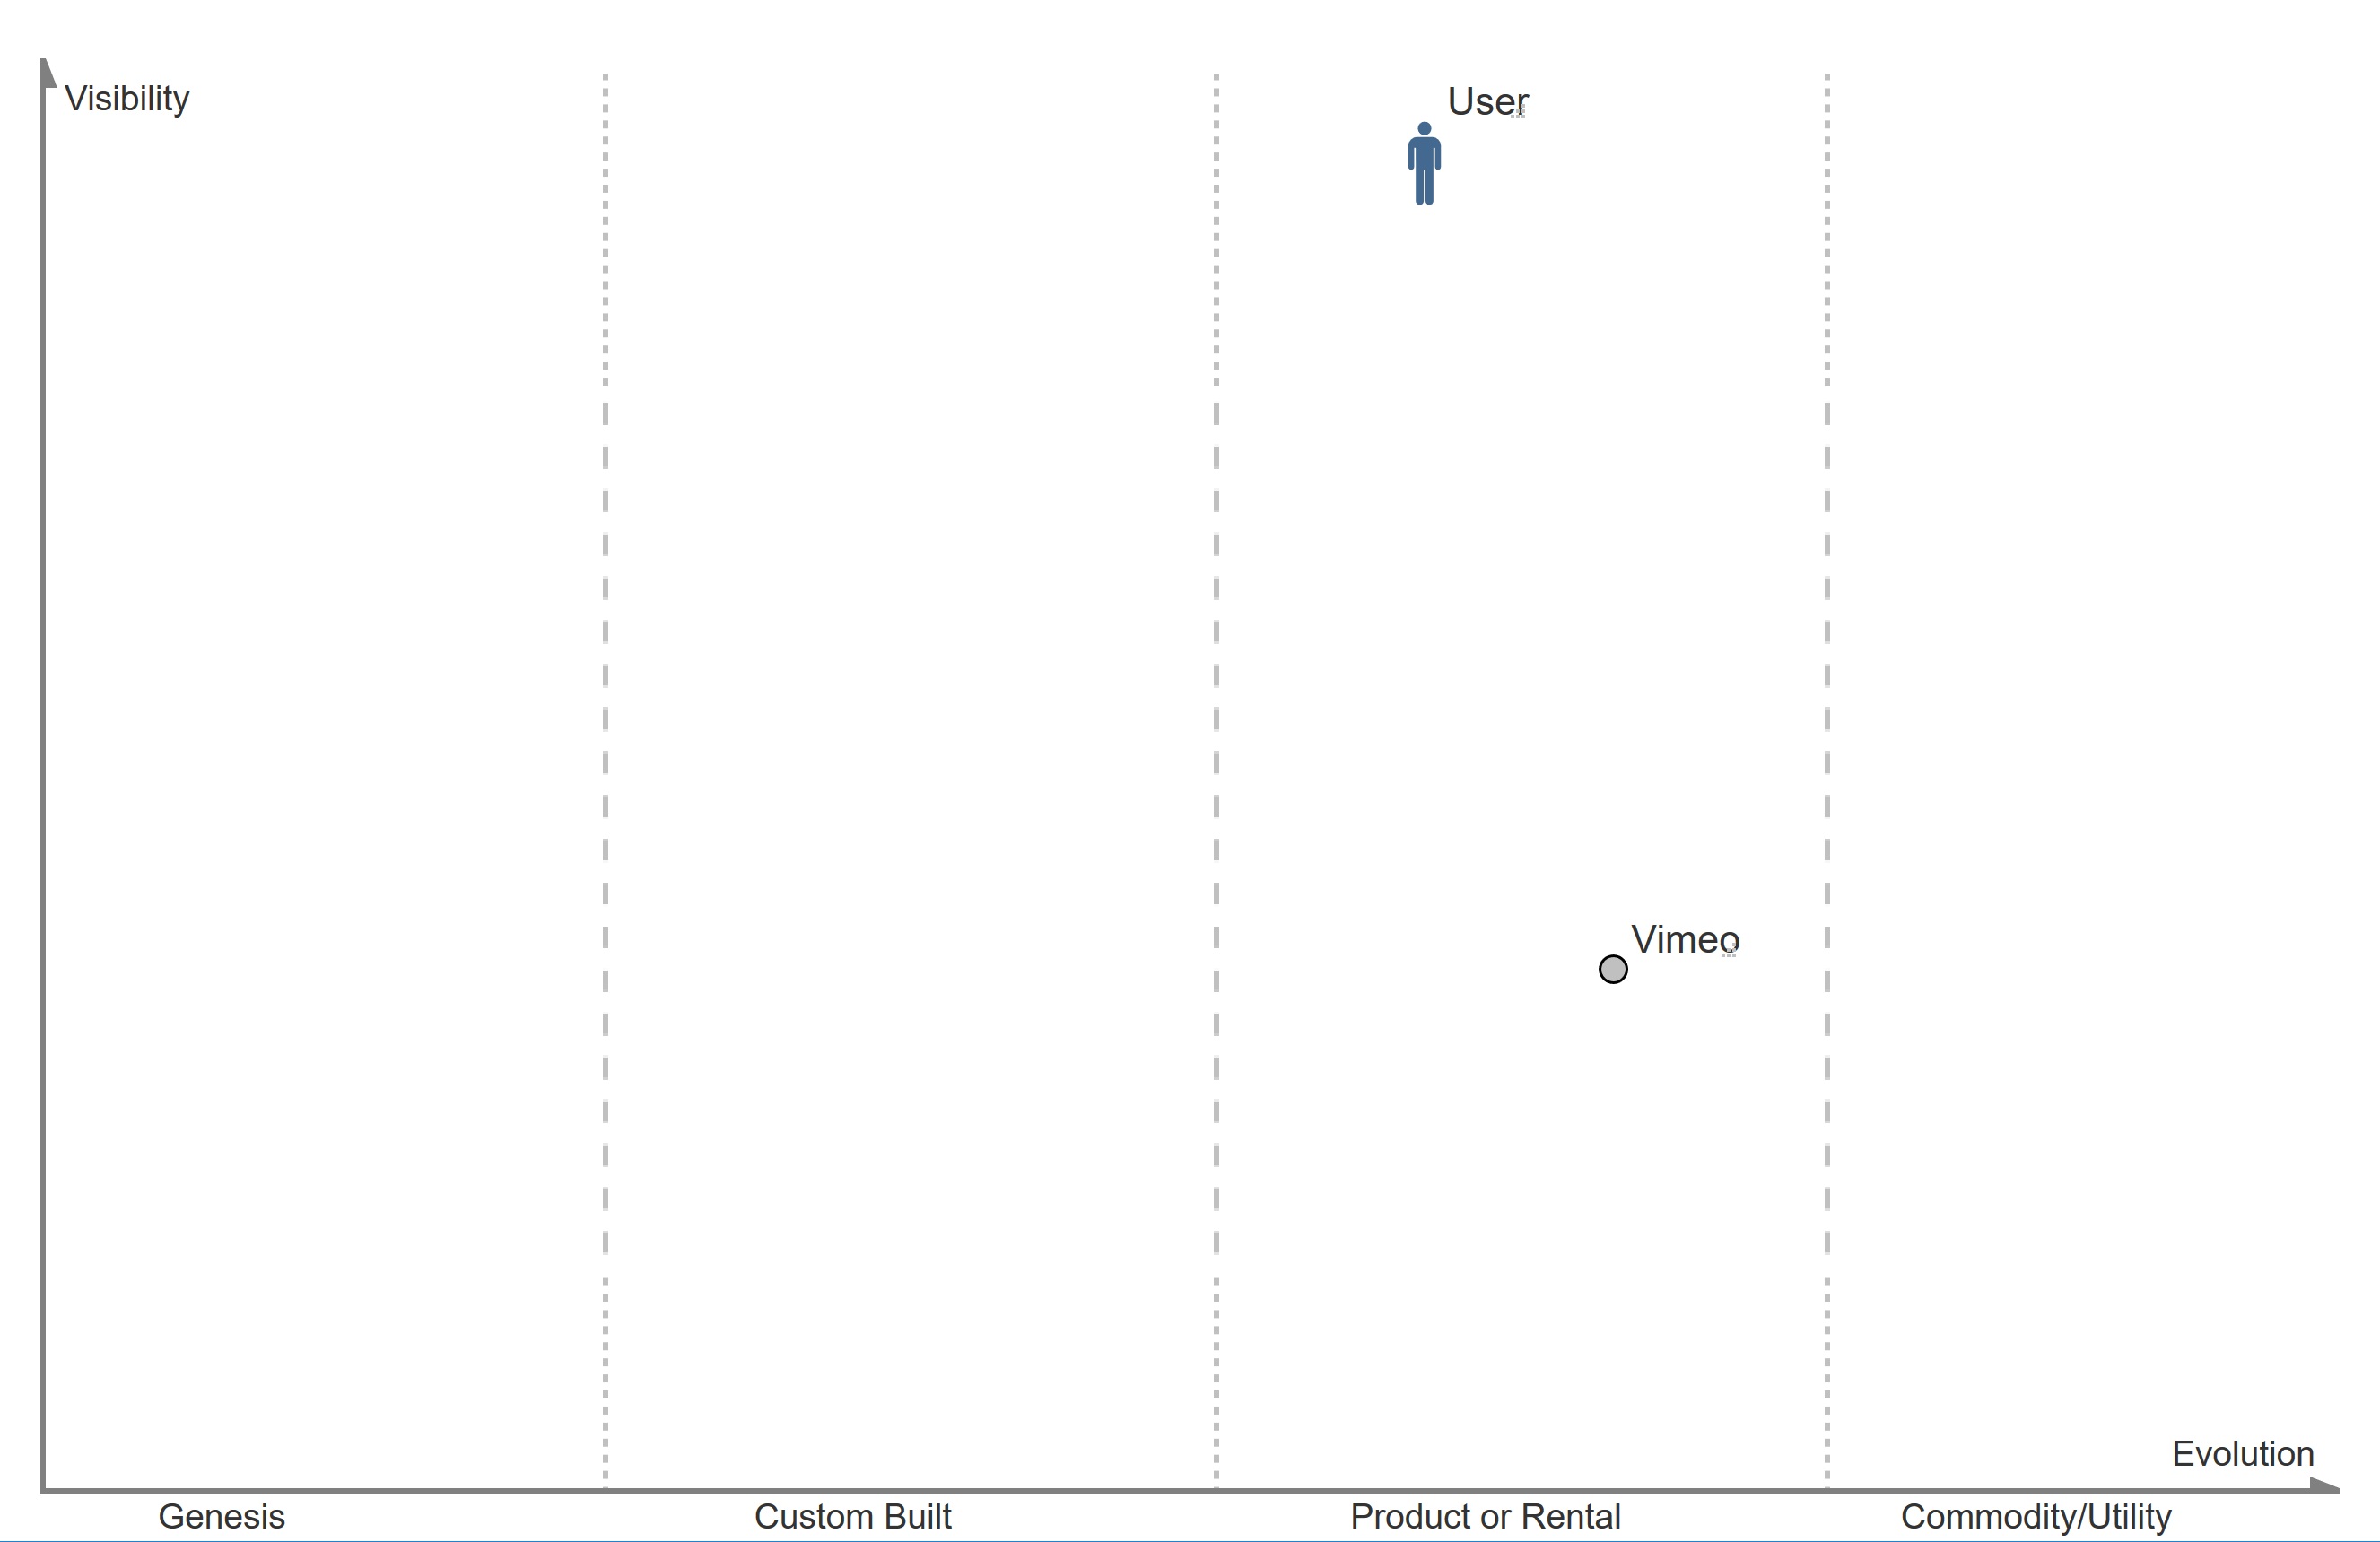 Visibility
User
Vimeo
Evolution
Genesis
Custom Built
Product or Rental
Commodity/Utility